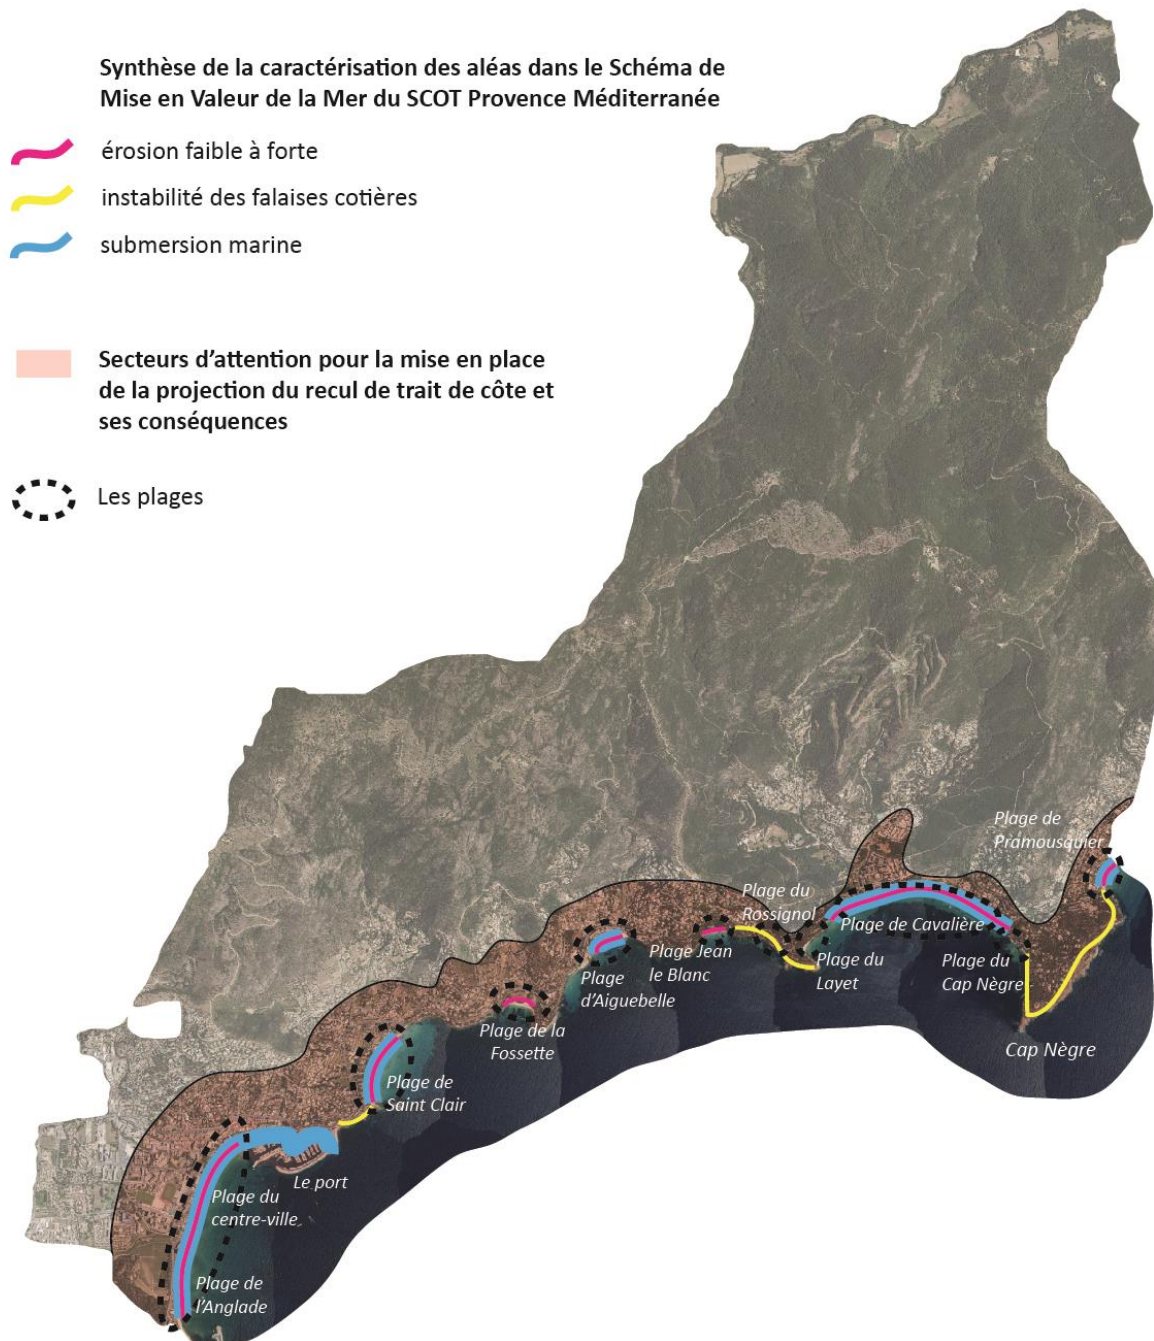 Synthèse de la caractérisation des aléas dans le Schéma de
Mise en Valeur de la Mer du SCOT Provence Méditerranée
érosion faible à forte
instabilité des falaises cotières
submersion marine
Secteurs d'attention pour la mise en place
de la projection du recul de trait de côte et
ses conséquences
Les plages
Plage de
Pramousquier
Plage du
Rossignol
Plage de Cavalière
Plage Jean
le Blanc
Plage du
Layet
Plage du
Cap Nègre
Plage
d'Aiguebelle
Plage de la
Fossette
Cap Nègre
Plage de
Saint Clair
Le port
Plage du
centre-ville
Plage de
l'Anglade